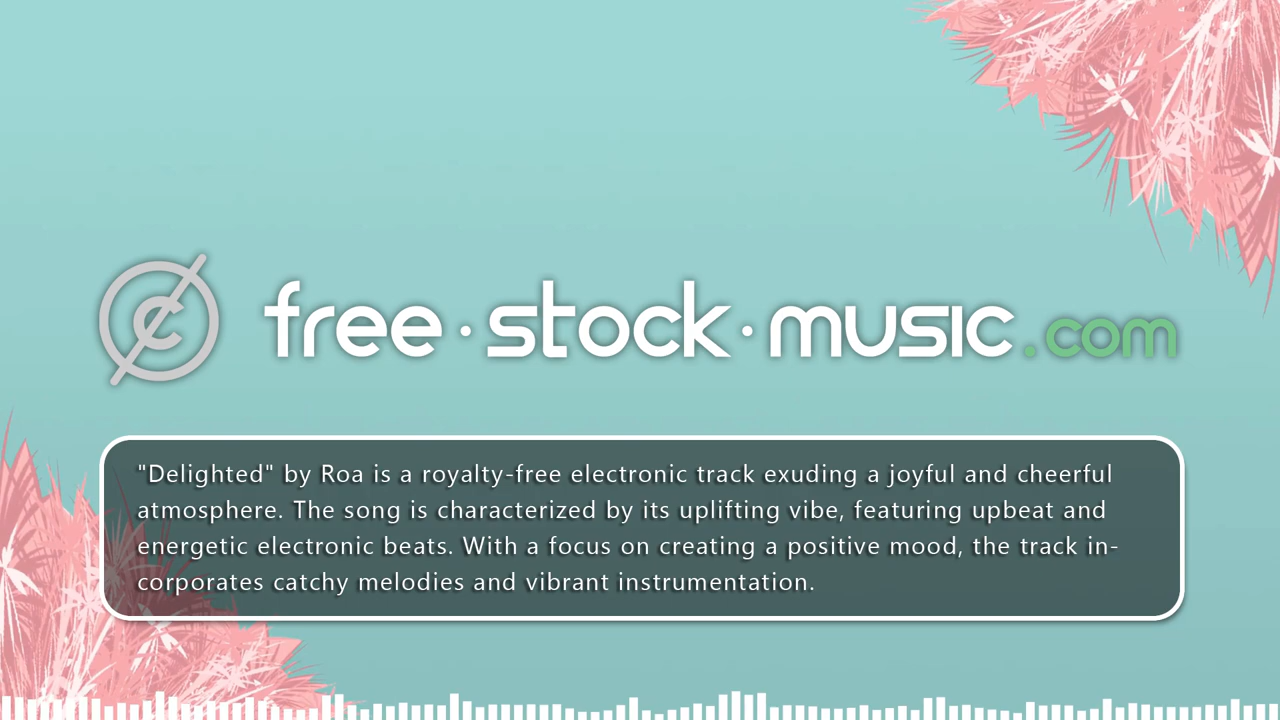 free·stock·music.com
"Delighted" by Roa is a royalty-free electronic track exuding a joyful and cheerful
atmosphere. The song is characterized by its uplifting vibe, featuring upbeat and
energetic electronic beats. With a focus on creating a positive mood, the track in-
corporates catchy melodies and vibrant instrumentation.